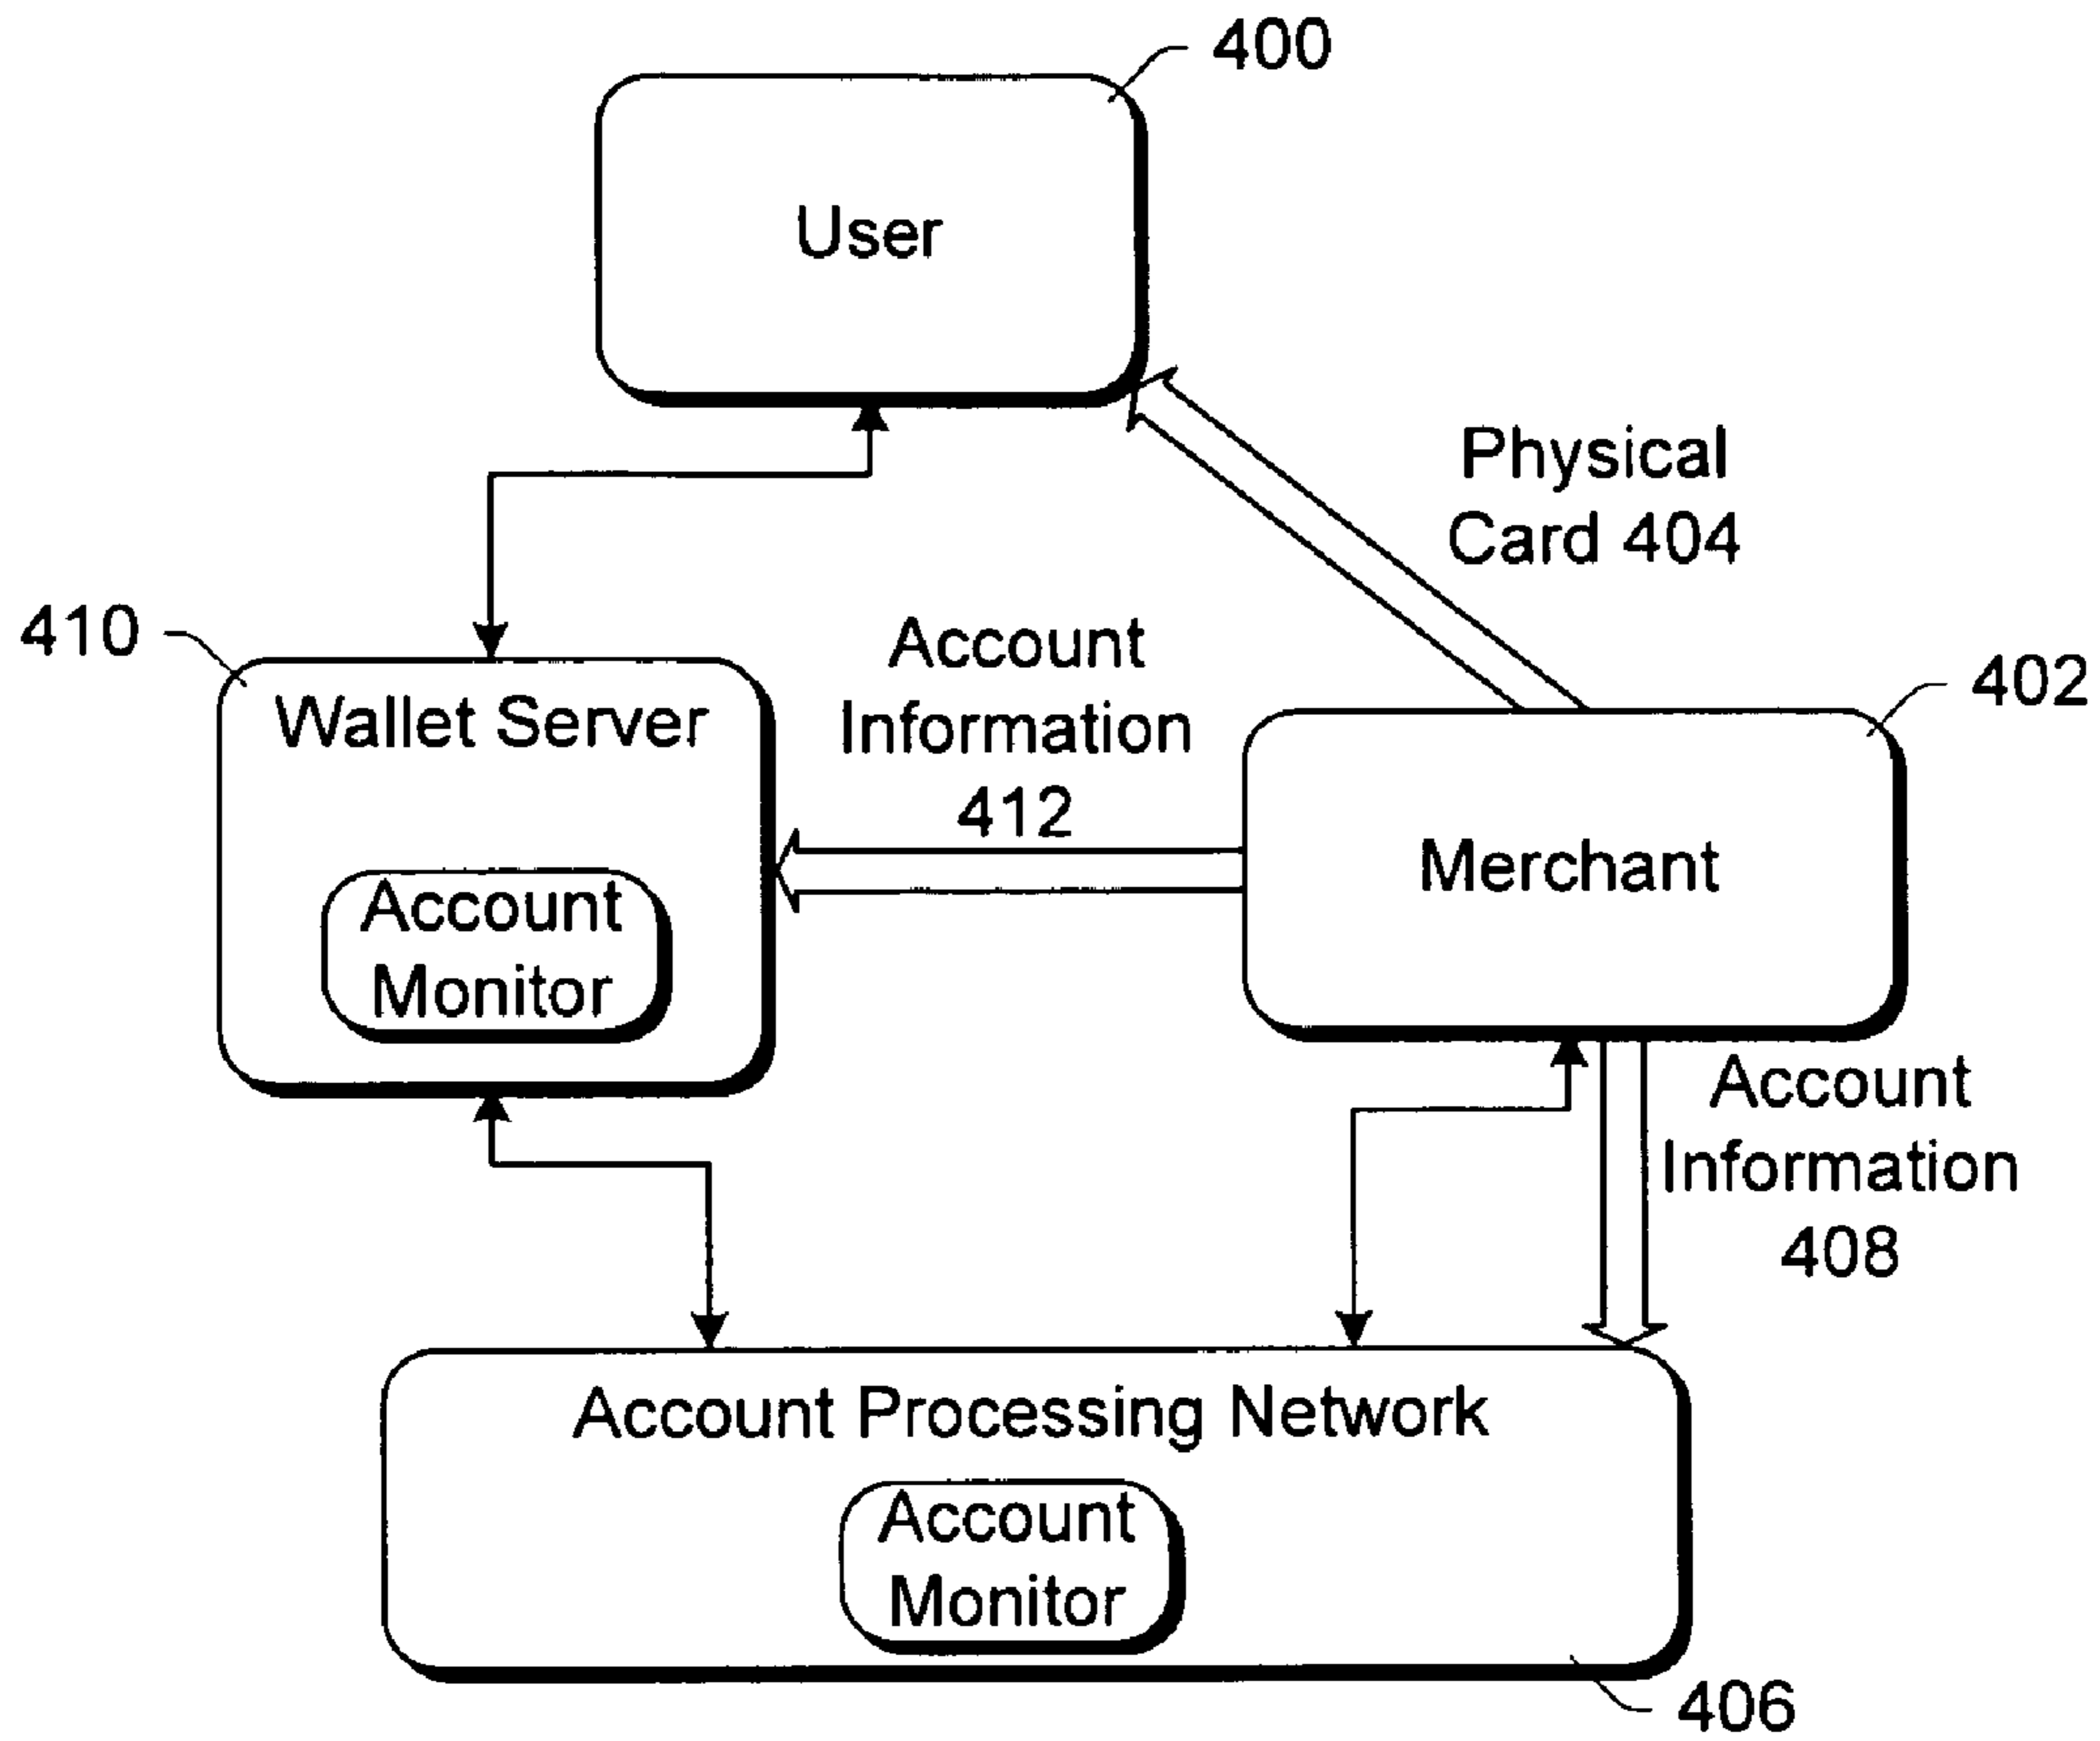 400
User
Physical
Card 404
410
Wallet Server
Account
Information
412
402
Merchant
Account
Monitor
Account
Information
408
Account Processing Network
Account
Monitor
406